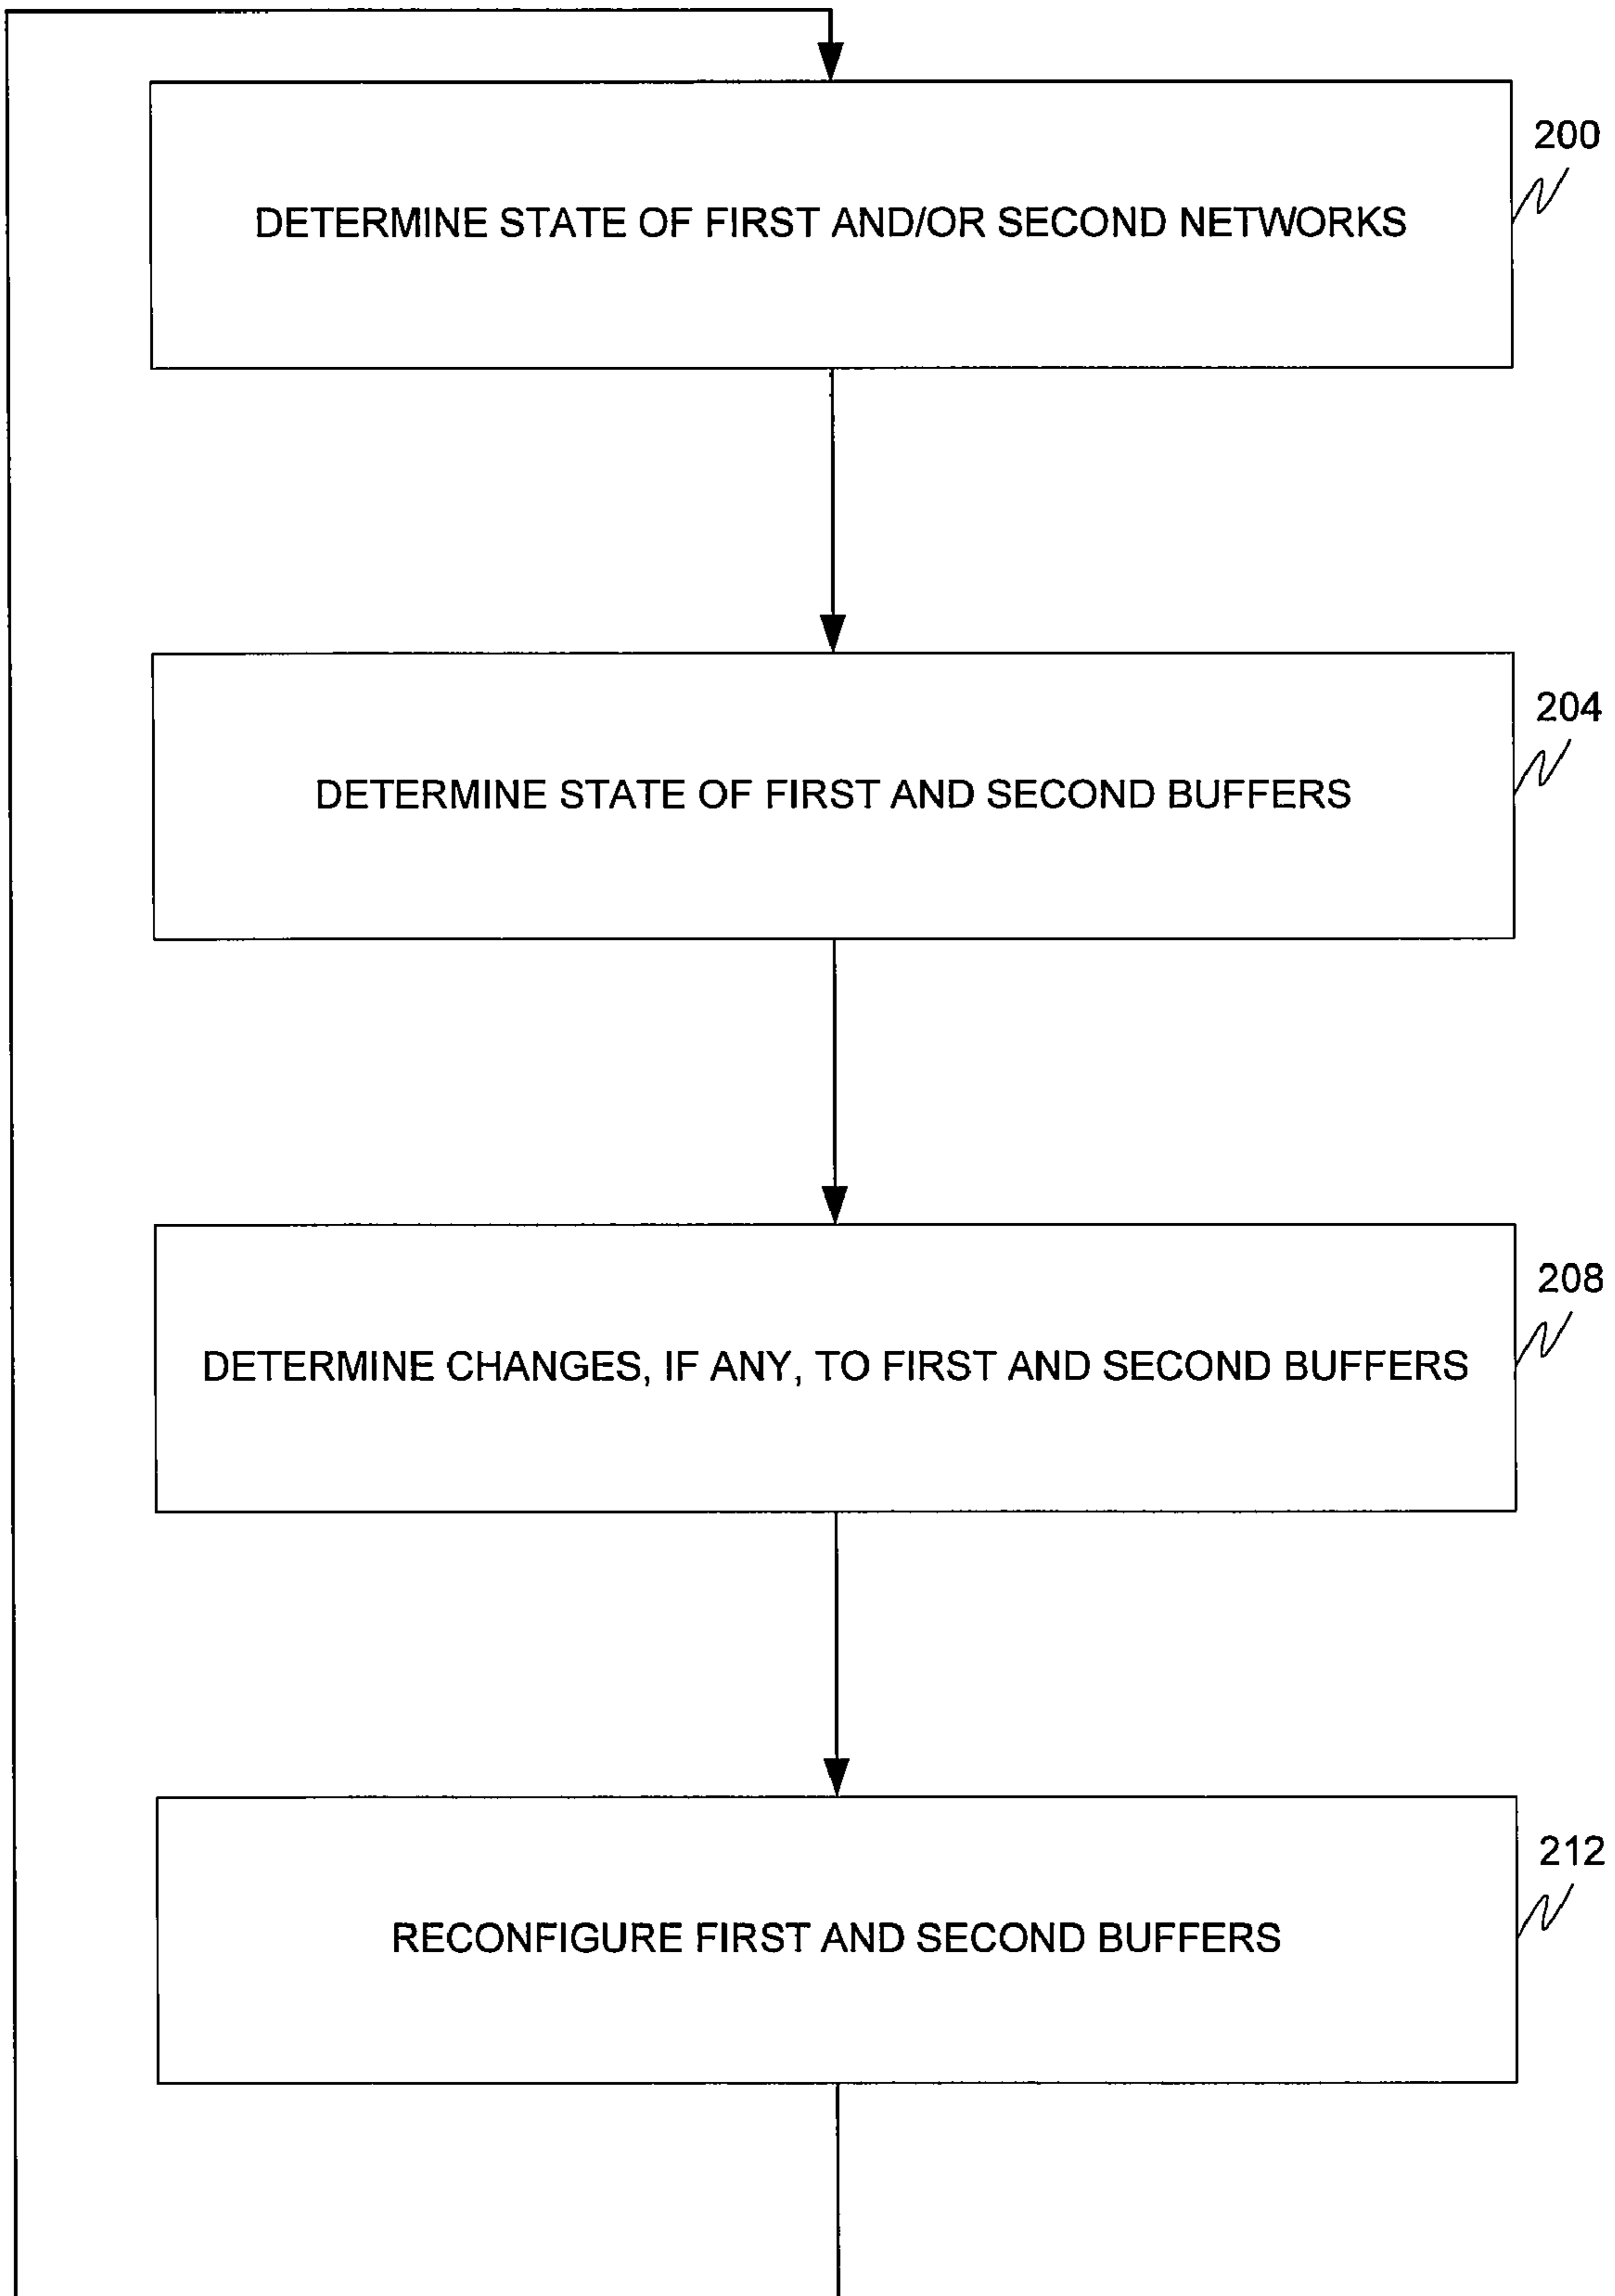 200
DETERMINE STATE OF FIRST AND/OR SECOND NETWORKS
204
DETERMINE STATE OF FIRST AND SECOND BUFFERS
208
DETERMINE CHANGES, IF ANY, TO FIRST AND SECOND BUFFERS
212
RECONFIGURE FIRST AND SECOND BUFFERS